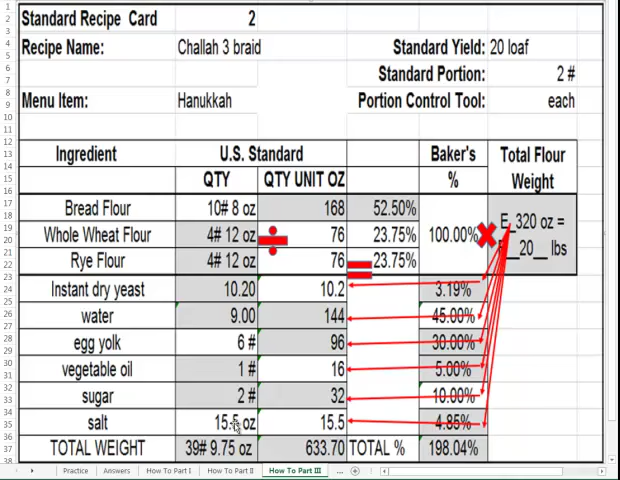 Standard Recipe Card 2
Recipe Name: Challah 3 braid Standard Yield: 20 loaf
Standard Portion: 2 #
Menu Item: Hanukkah Portion Control Tool: each
Ingredient U.S. Standard Baker's Total Flour
QTY QTY UNIT OZ % Weight
Bread Flour 10# 8 oz 168 52.50%
Whole Wheat Flour 4# 12 oz 76 23.75% 100.00% E_320 oz =
Rye Flour 4# 12 oz 76 23.75% __20__ lbs
Instant dry yeast 10.20 10.2 3.19%
water 9.00 144 45.00%
egg yolk 6 # 96 30.00%
vegetable oil 1 # 16 5.00%
sugar 2 # 32 10.00%
salt 15.5 oz 15.5 4.85%
TOTAL WEIGHT 39# 9.75 oz 633.70 TOTAL % 198.04%
Practice Answers How To Part I How To Part II How To Part III ...